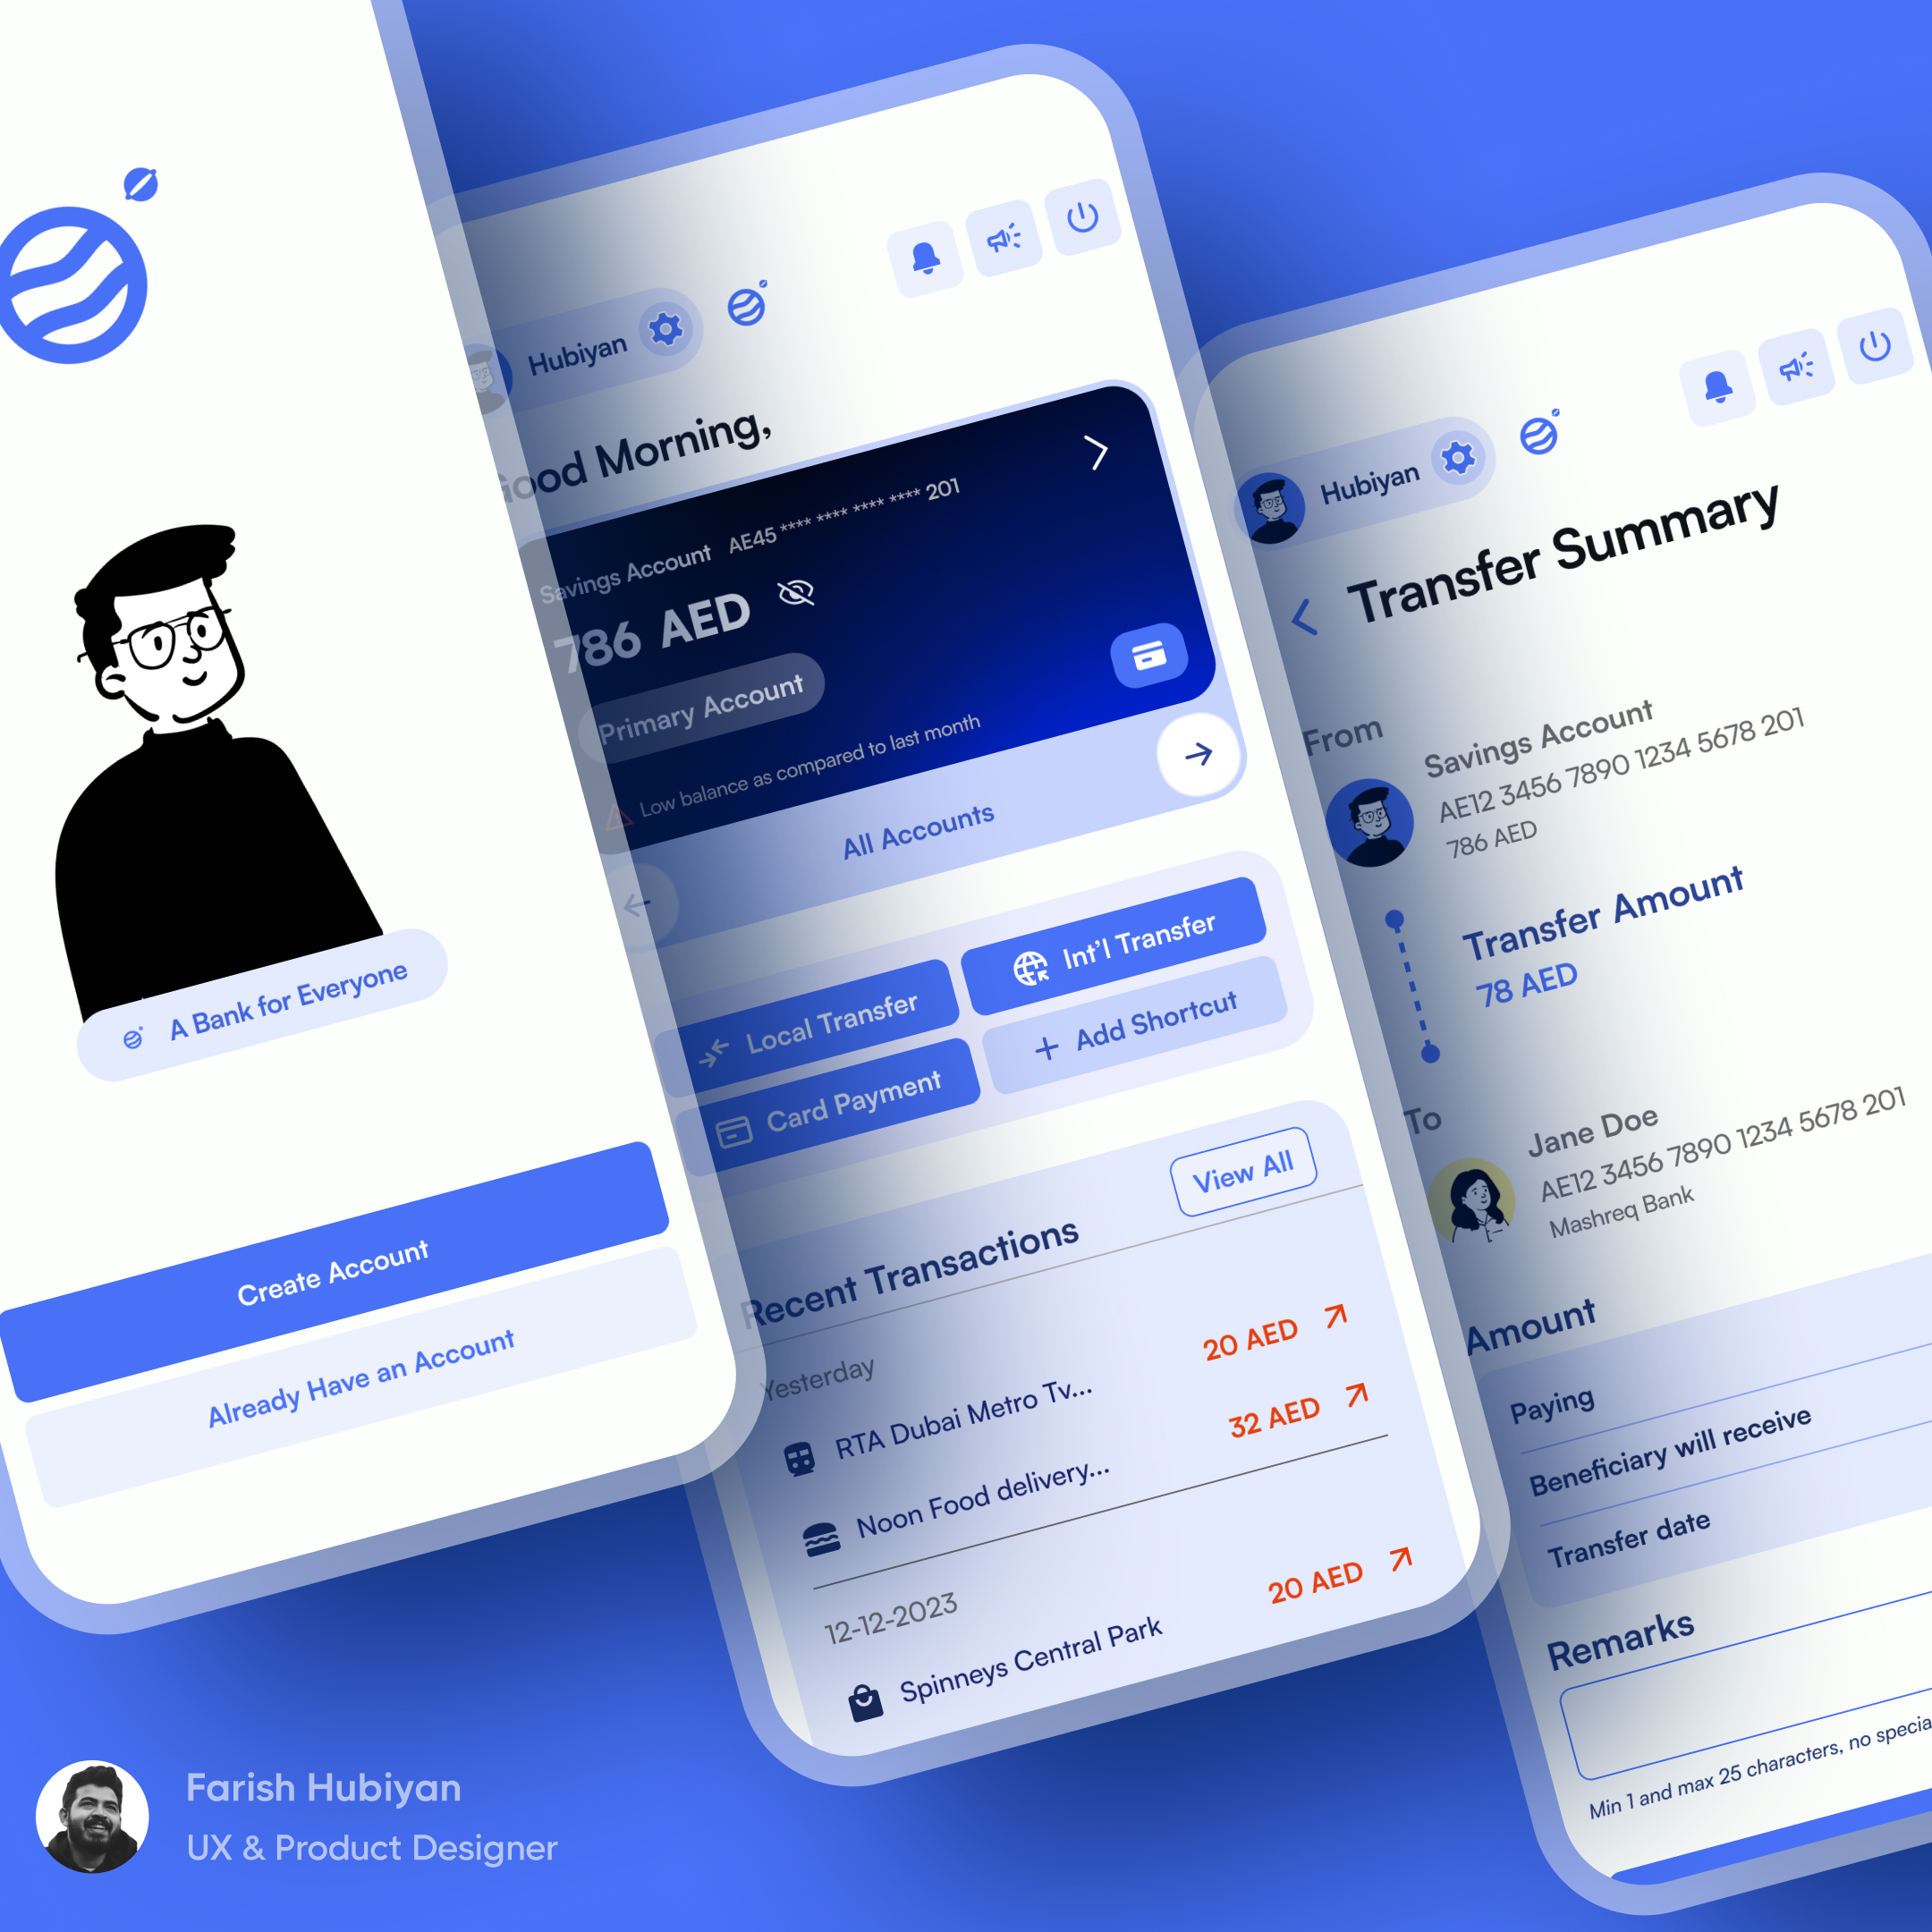 A Bank for Everyone
Create Account
Already Have an Account
Hubiyan
Good Morning,
Savings Account AE45 **** **** **** **** 201
786 AED
Primary Account
Low balance as compared to last month
All Accounts
Local Transfer
Int'l Transfer
Card Payment
Add Shortcut
Recent Transactions
View All
Yesterday
RTA Dubai Metro Tv...
20 AED
Noon Food delivery...
32 AED
12-12-2023
Spinneys Central Park
20 AED
Hubiyan
Transfer Summary
From
Savings Account
AE12 3456 7890 1234 5678 201
786 AED
Transfer Amount
78 AED
To
Jane Doe
AE12 3456 7890 1234 5678 201
Mashreq Bank
Amount
Paying
Beneficiary will receive
Transfer date
Remarks
Min 1 and max 25 characters, no specia
Farish Hubiyan
UX & Product Designer